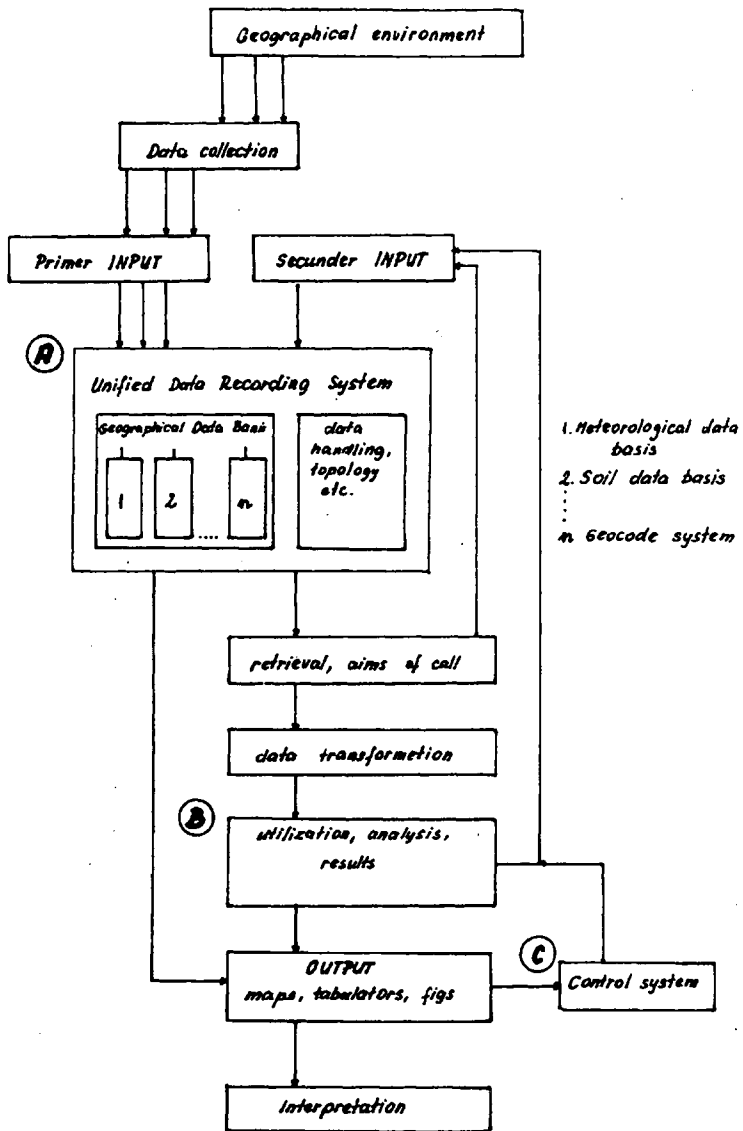 Geographical environment
Data collection
Primer INPUT
Secunder INPUT
A
Unified Data Recording System
Geographical Data Basis
1
2
....
n
data
handling,
topology
etc.
1. Meteorological data
basis
2. Soil data basis
n Geocode system
retrieval, aims of call
data transformetion
B
utilization, analysis,
results
OUTPUT
maps, tabulators, figs
C
Control system
Interpretation